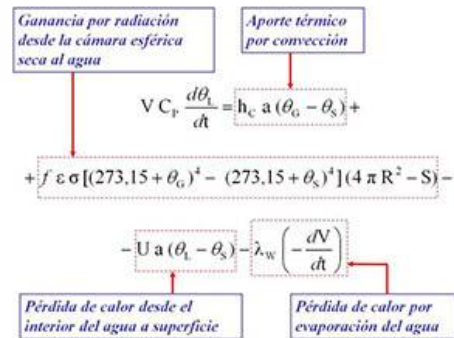 Ganancia por radiación
desde la cámara esférica
seca al agua
Aporte térmico
por convección
V C_P dθ_L/dt = h_C a (θ_G − θ_S) +
+ f ε σ[(273,15 + θ_G)^4 − (273,15 + θ_S)^4] (4 π R^2 − S) −
− U a (θ_L − θ_S) − λ_W (− dV/dt)
Pérdida de calor desde el
interior del agua a superficie
Pérdida de calor por
evaporación del agua